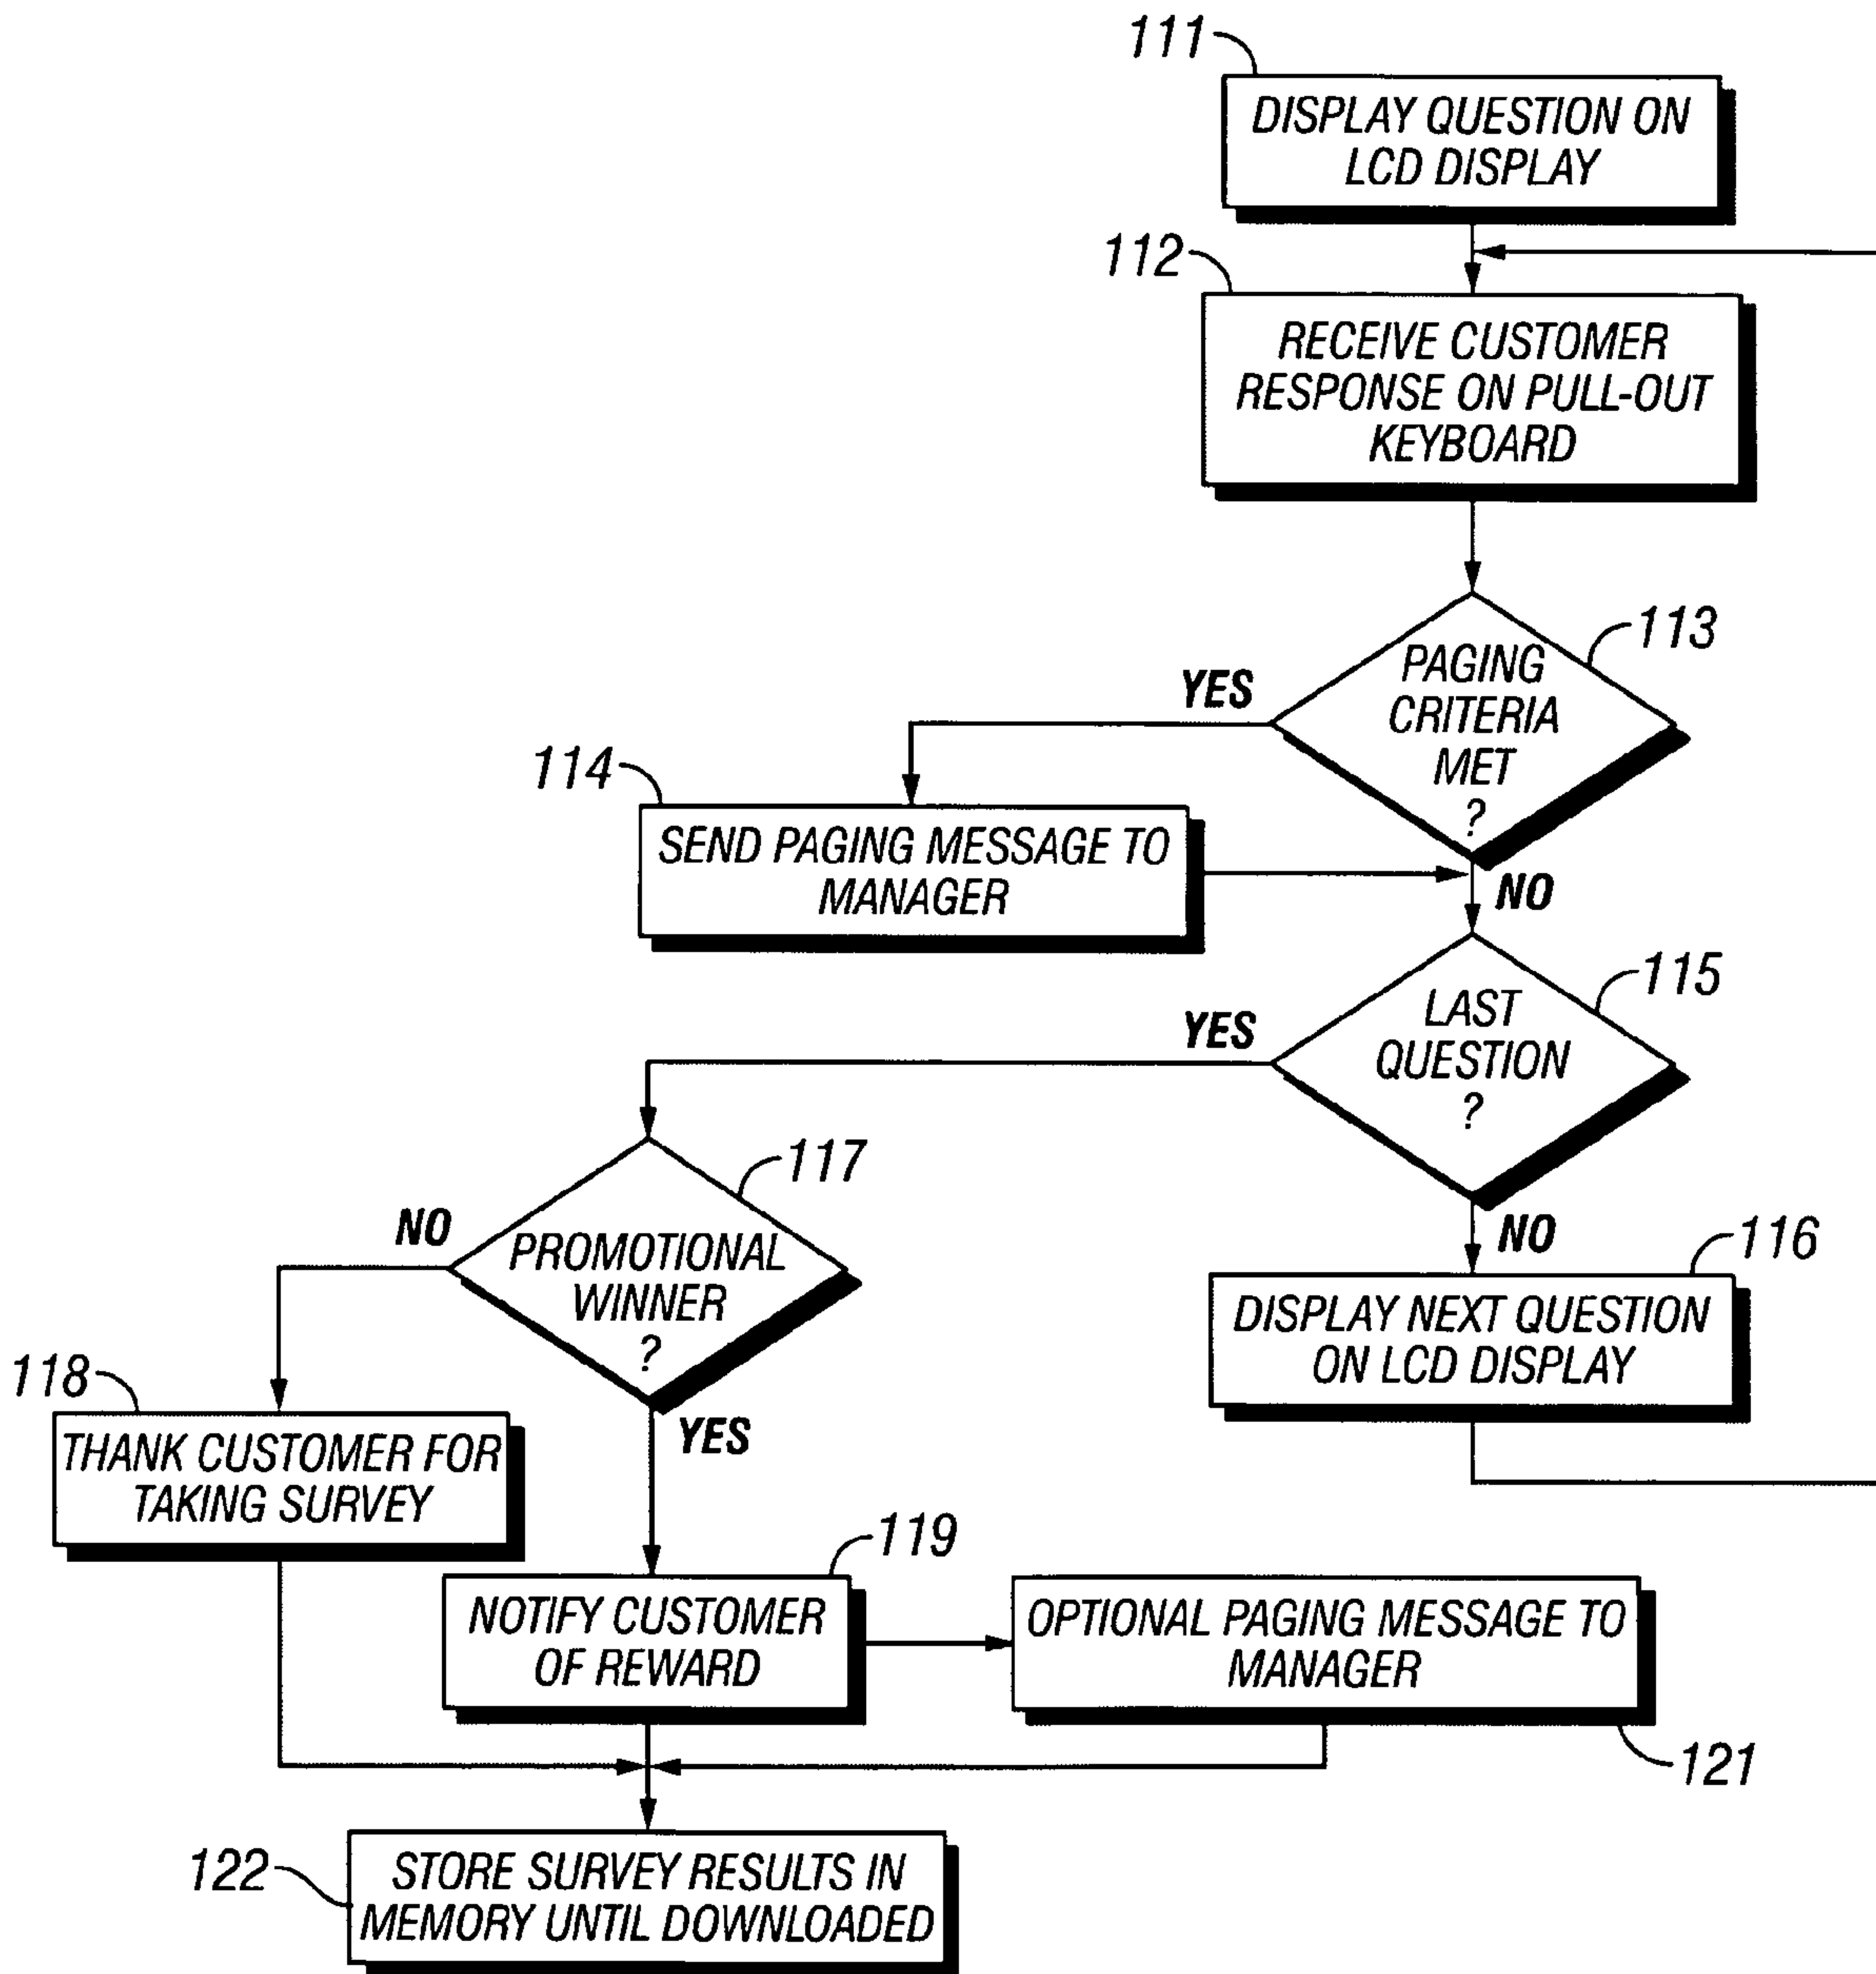 111
DISPLAY QUESTION ON
LCD DISPLAY
112
RECEIVE CUSTOMER
RESPONSE ON PULL-OUT
KEYBOARD
113
PAGING
CRITERIA
MET
?
YES
114
SEND PAGING MESSAGE TO
MANAGER
NO
115
LAST
QUESTION
?
YES
117
PROMOTIONAL
WINNER
?
NO
NO
116
DISPLAY NEXT QUESTION
ON LCD DISPLAY
118
THANK CUSTOMER FOR
TAKING SURVEY
YES
119
NOTIFY CUSTOMER
OF REWARD
OPTIONAL PAGING MESSAGE TO
MANAGER
121
122
STORE SURVEY RESULTS IN
MEMORY UNTIL DOWNLOADED